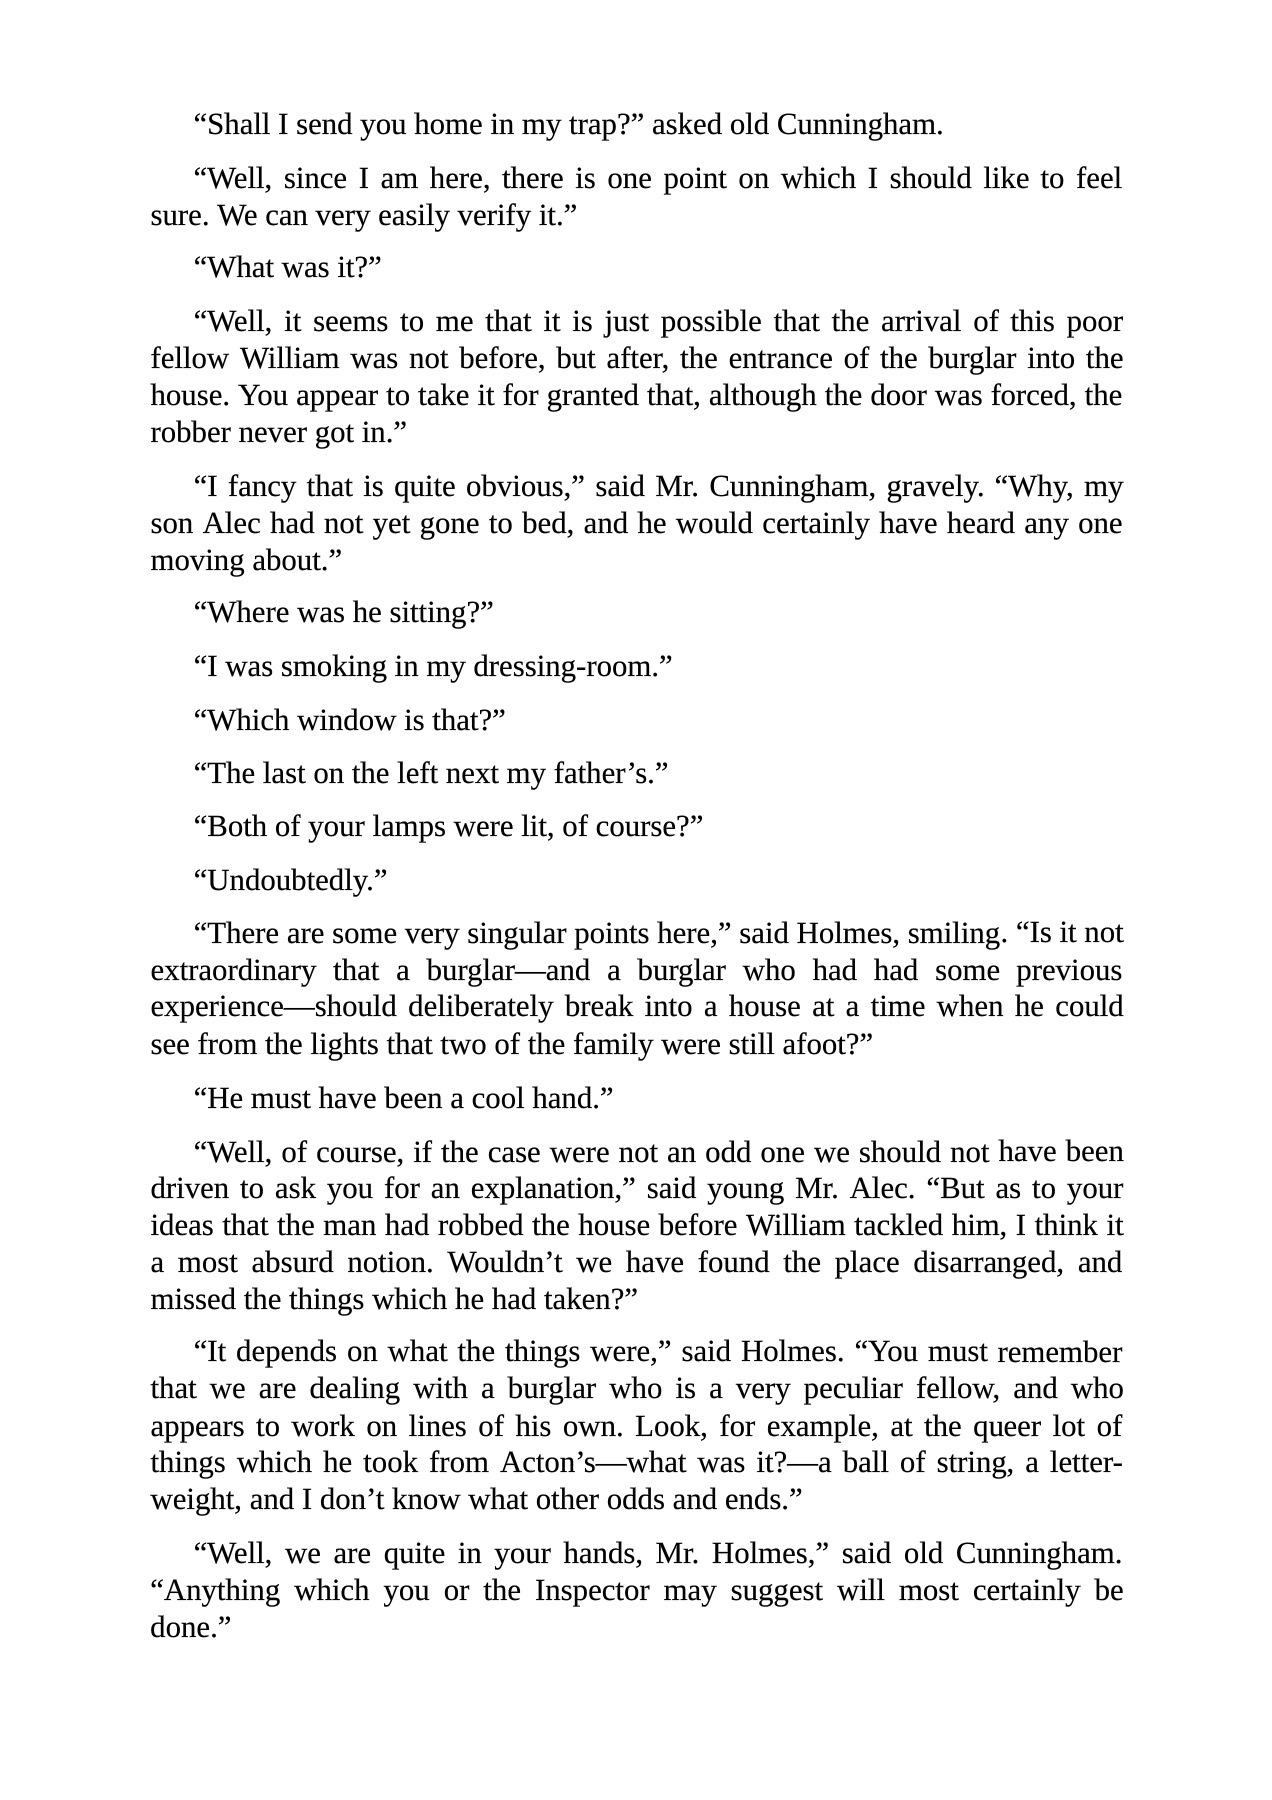 “Shall I send you home in my trap?” asked old Cunningham.
“Well, since I am here, there is one point on which I should like to feel
sure. We can very easily verify it.”
“What was it?”
“Well, it seems to me that it is just possible that the arrival of this poor
fellow William was not before, but after, the entrance of the burglar into the
house. You appear to take it for granted that, although the door was forced, the
robber never got in.”
“I fancy that is quite obvious,” said Mr. Cunningham, gravely. “Why, my
son Alec had not yet gone to bed, and he would certainly have heard any one
moving about.”
“Where was he sitting?”
“I was smoking in my dressing-room.”
“Which window is that?”
“The last on the left next my father’s.”
“Both of your lamps were lit, of course?”
“Undoubtedly.”
“There are some very singular points here,” said Holmes, smiling. “Is it not
extraordinary that a burglar—and a burglar who had had some previous
experience—should deliberately break into a house at a time when he could
see from the lights that two of the family were still afoot?”
“He must have been a cool hand.”
“Well, of course, if the case were not an odd one we should not have been
driven to ask you for an explanation,” said young Mr. Alec. “But as to your
ideas that the man had robbed the house before William tackled him, I think it
a most absurd notion. Wouldn’t we have found the place disarranged, and
missed the things which he had taken?”
“It depends on what the things were,” said Holmes. “You must remember
that we are dealing with a burglar who is a very peculiar fellow, and who
appears to work on lines of his own. Look, for example, at the queer lot of
things which he took from Acton’s—what was it?—a ball of string, a letter-
weight, and I don’t know what other odds and ends.”
“Well, we are quite in your hands, Mr. Holmes,” said old Cunningham.
“Anything which you or the Inspector may suggest will most certainly be
done.”